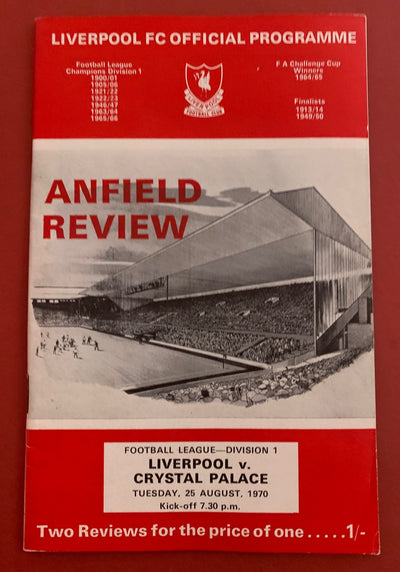 LIVERPOOL FC OFFICIAL PROGRAMME
Football League
Champions Division 1
1900/01
1905/06
1921/22
1922/23
1946/47
1963/64
1965/66
LIVERPOOL
FOOTBALL CLUB
F A Challenge Cup
Winners
1964/65
Finalists
1913/14
1949/50
ANFIELD
REVIEW
FOOTBALL LEAGUE—DIVISION 1
LIVERPOOL v.
CRYSTAL PALACE
TUESDAY, 25 AUGUST, 1970
Kick-off 7.30 p.m.
Two Reviews for the price of one . . . . . 1/-